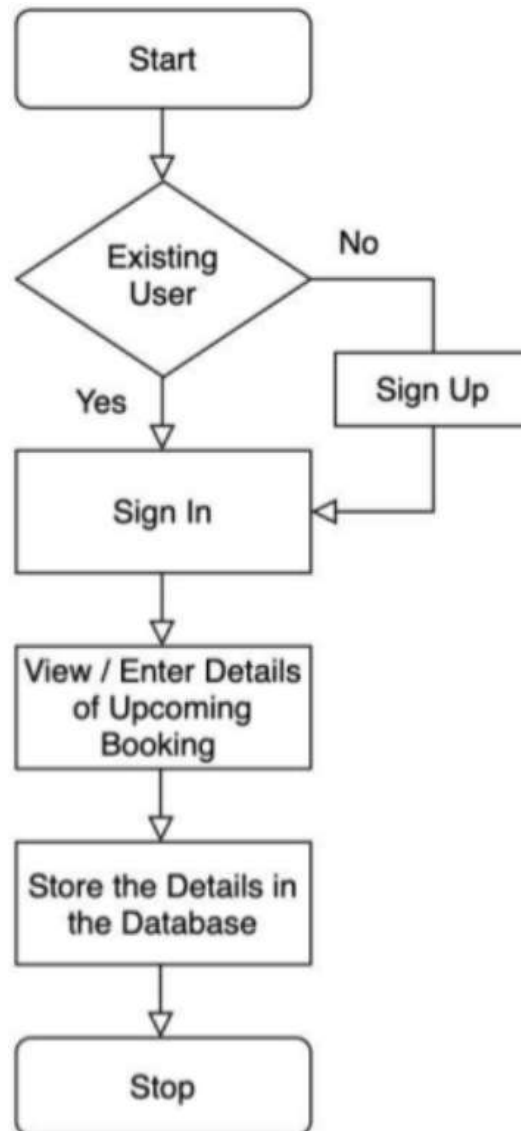 Start
Existing
User
No
Yes
Sign Up
Sign In
View / Enter Details
of Upcoming
Booking
Store the Details in
the Database
Stop